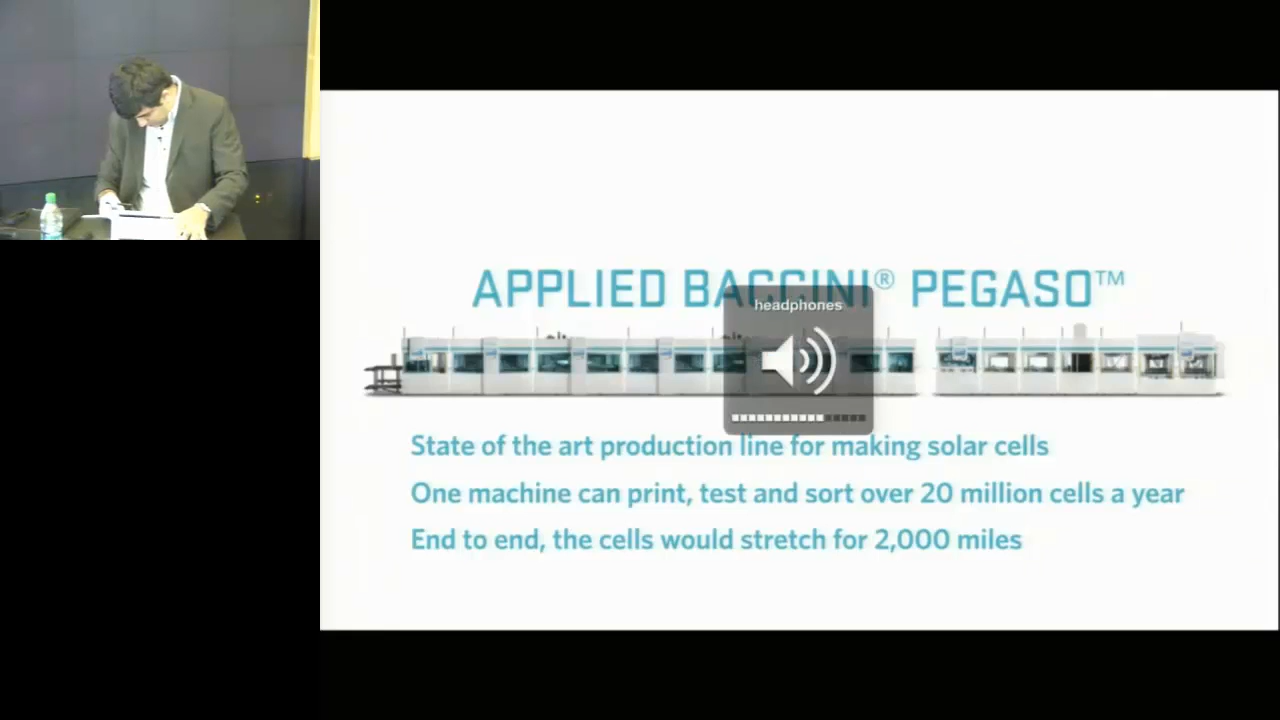 APPLIED BACCINI® PEGASO™
headphones
State of the art production line for making solar cells
One machine can print, test and sort over 20 million cells a year
End to end, the cells would stretch for 2,000 miles